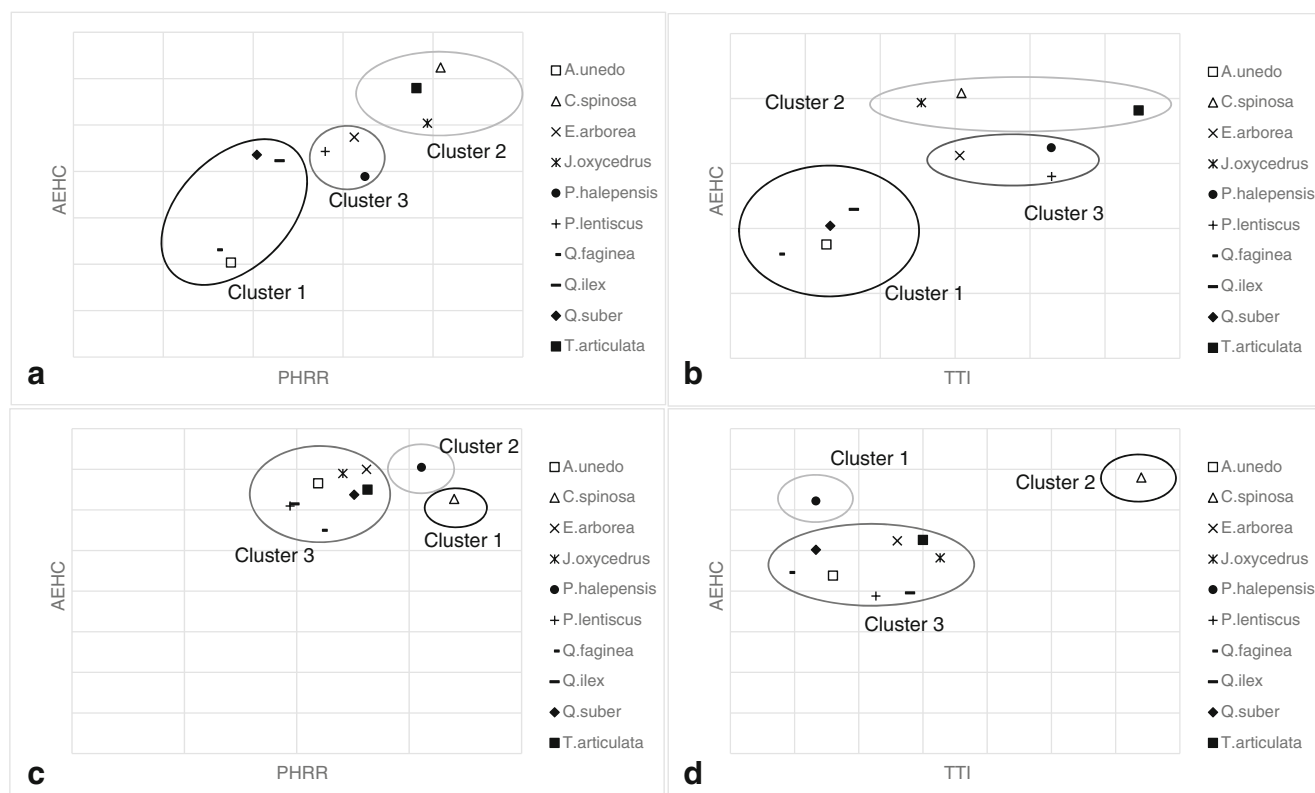 Cluster 2
Cluster 3
Cluster 1
AEHC
PHRR
A.unedo
C.spinosa
E.arborea
J.oxycedrus
P.halepensis
P.lentiscus
Q.faginea
Q.ilex
Q.suber
T.articulata
a
Cluster 2
Cluster 3
Cluster 1
AEHC
TTI
A.unedo
C.spinosa
E.arborea
J.oxycedrus
P.halepensis
P.lentiscus
Q.faginea
Q.ilex
Q.suber
T.articulata
b
Cluster 2
Cluster 1
Cluster 3
AEHC
PHRR
A.unedo
C.spinosa
E.arborea
J.oxycedrus
P.halepensis
P.lentiscus
Q.faginea
Q.ilex
Q.suber
T.articulata
c
Cluster 1
Cluster 2
Cluster 3
AEHC
TTI
A.unedo
C.spinosa
E.arborea
J.oxycedrus
P.halepensis
P.lentiscus
Q.faginea
Q.ilex
Q.suber
T.articulata
d